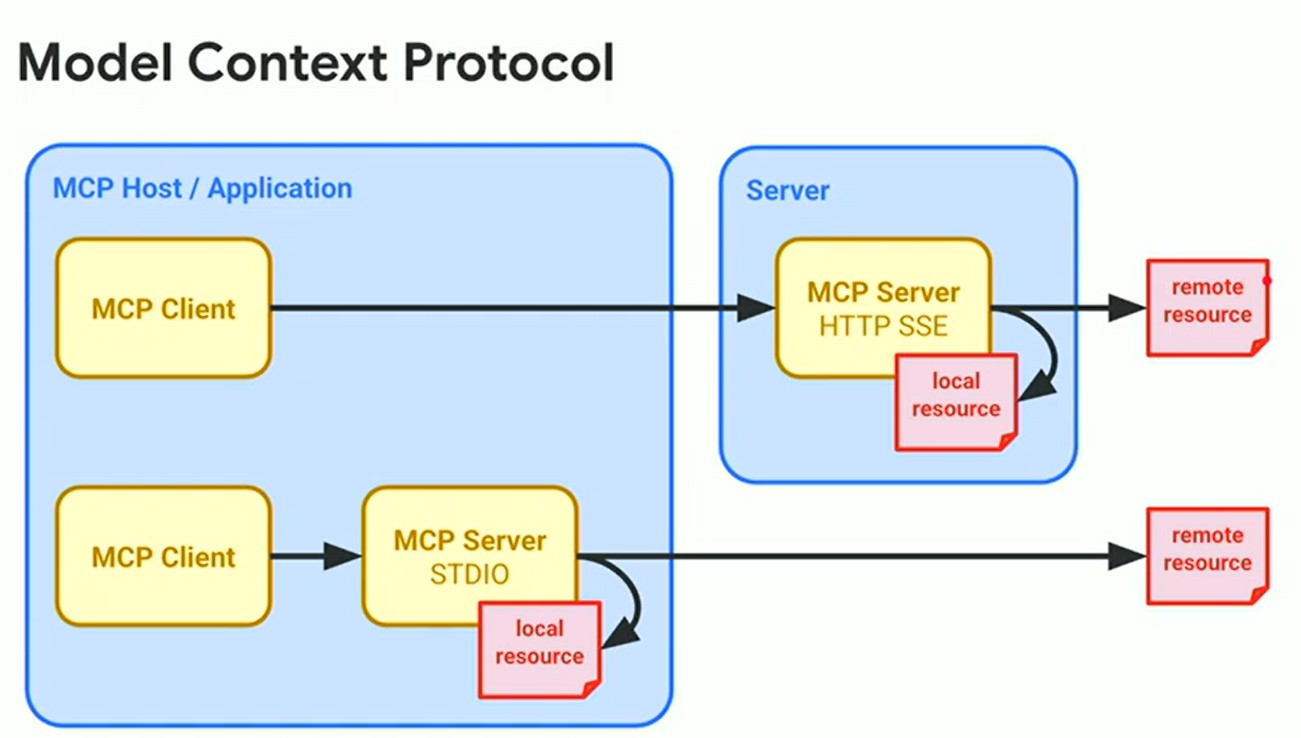 Model Context Protocol
MCP Host / Application
MCP Client
Server
MCP Server
HTTP SSE
local
resource
remote
resource
MCP Client
MCP Server
STDIO
local
resource
remote
resource